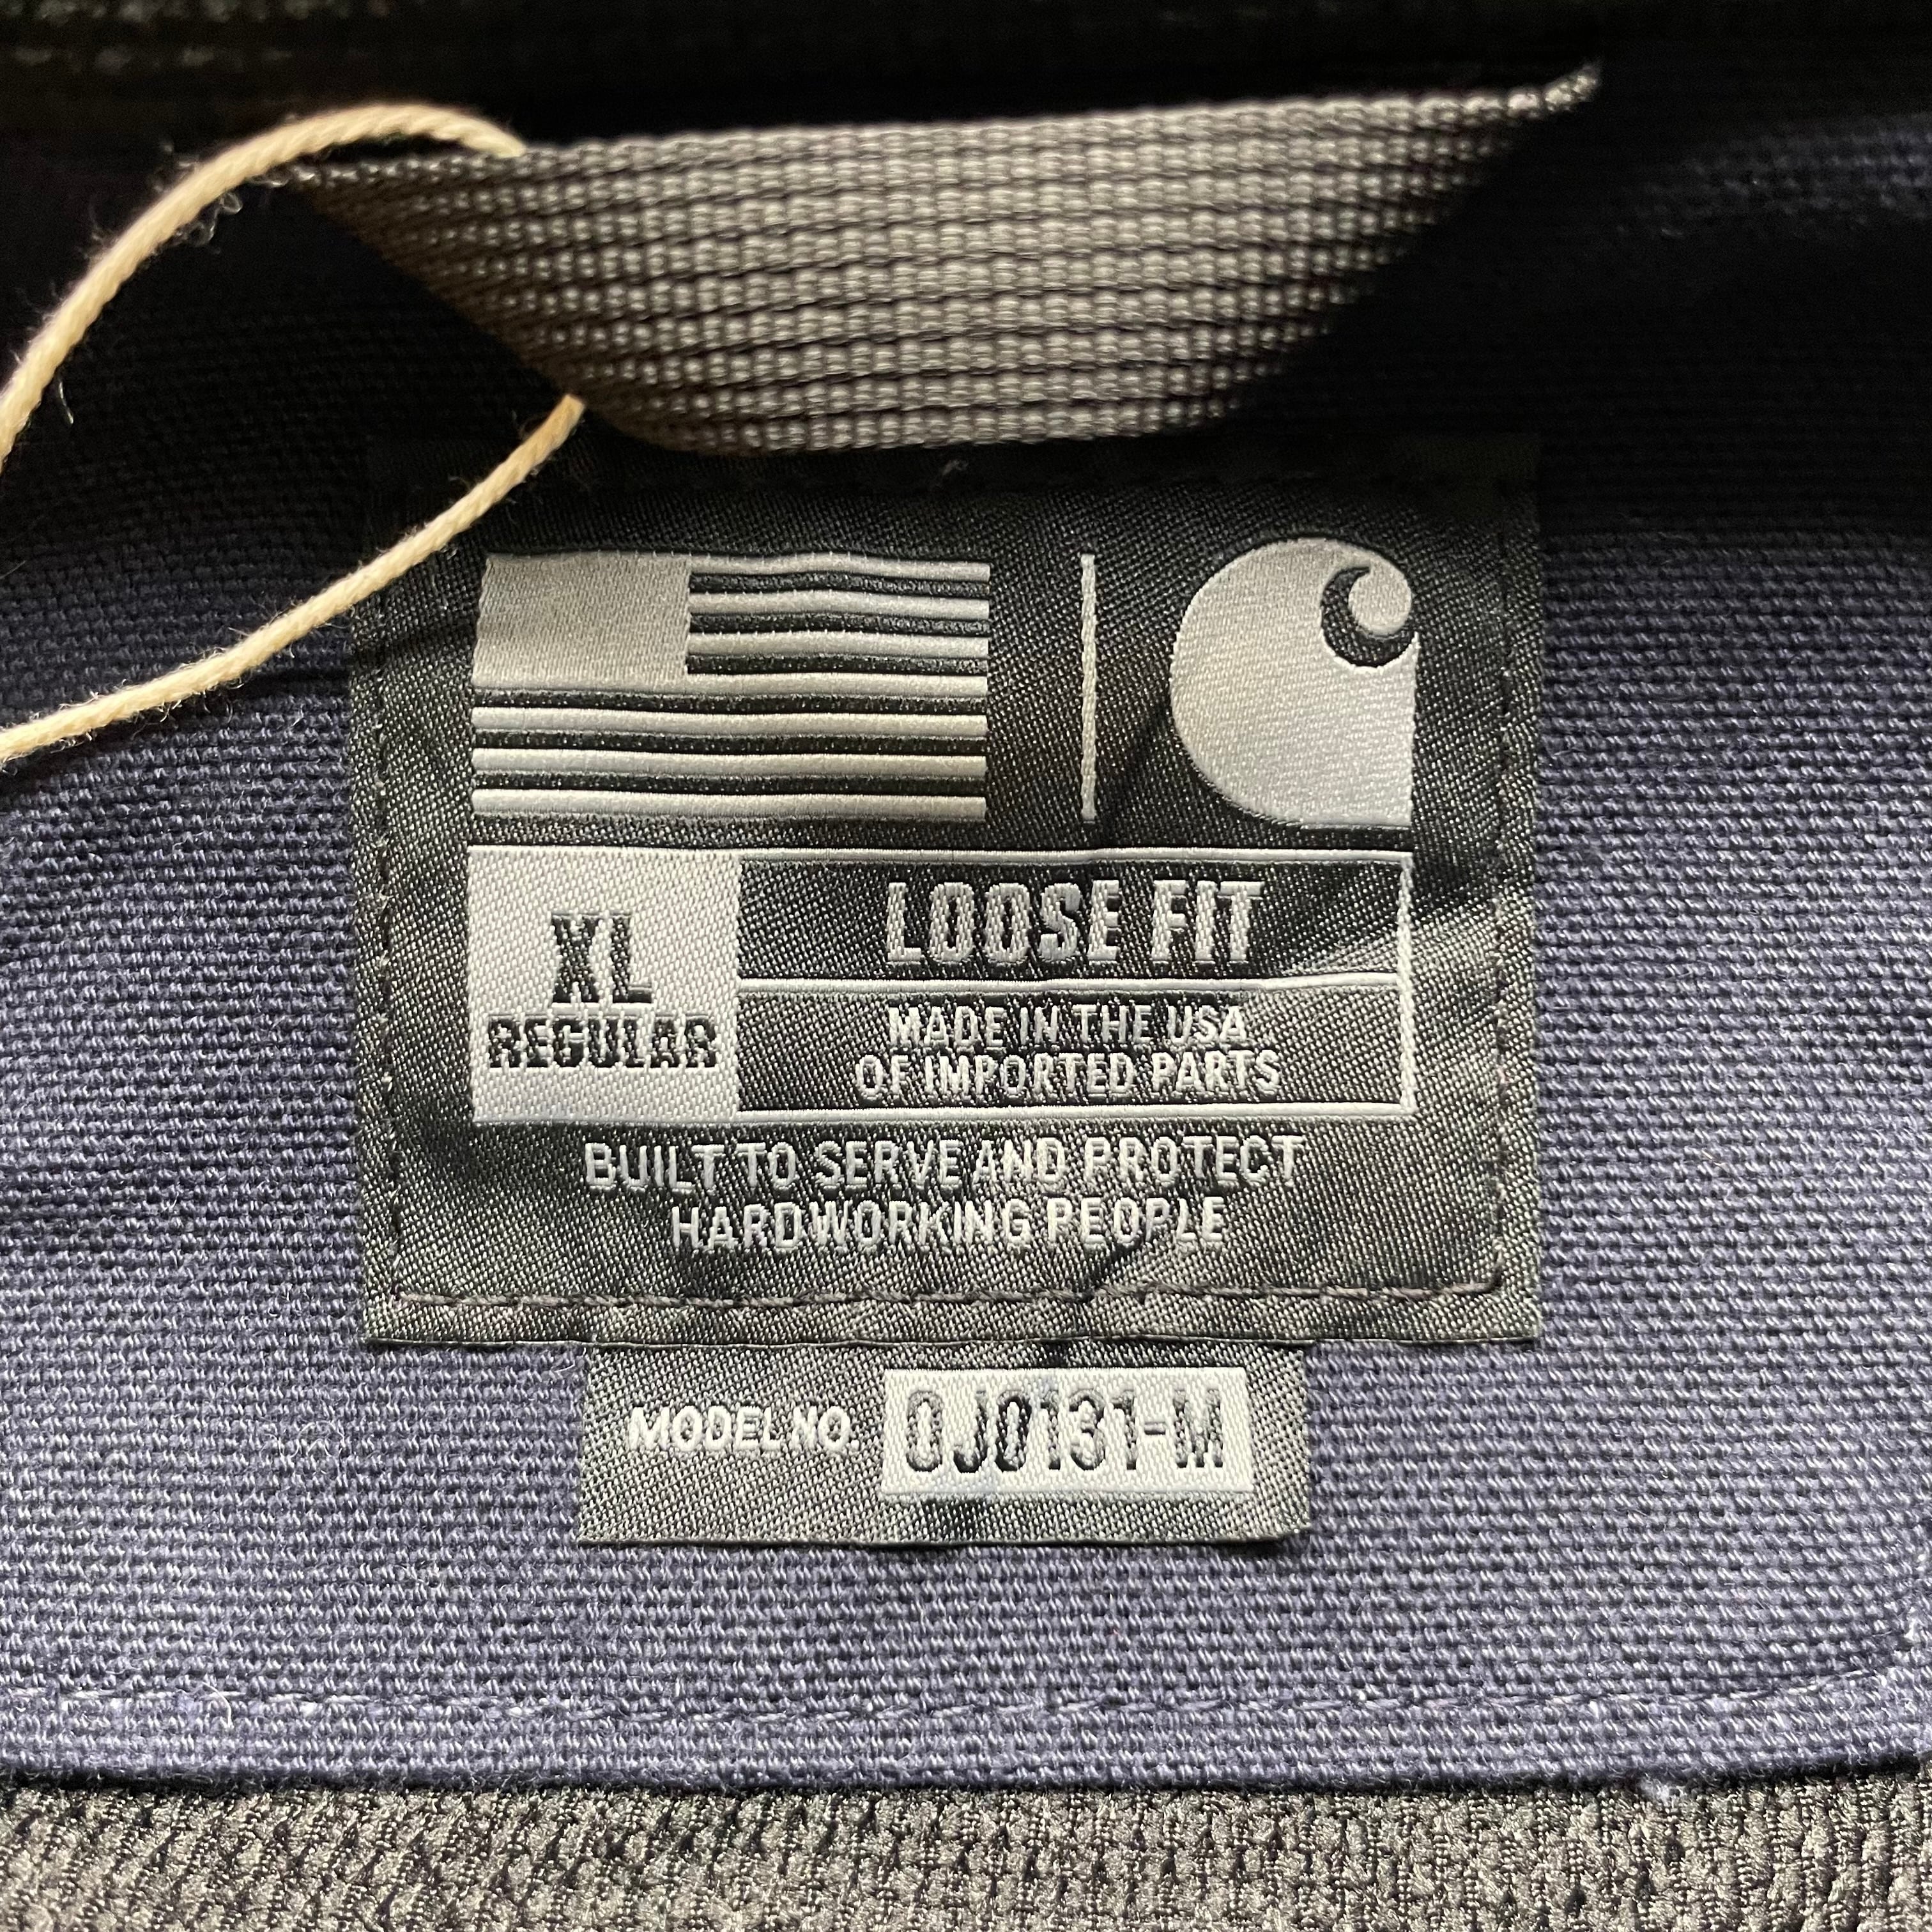 XL
REGULAR
LOOSE FIT
MADE IN THE USA
OF IMPORTED PARTS
BUILT TO SERVE AND PROTECT
HARDWORKING PEOPLE
MODEL NO. 0J0131-M